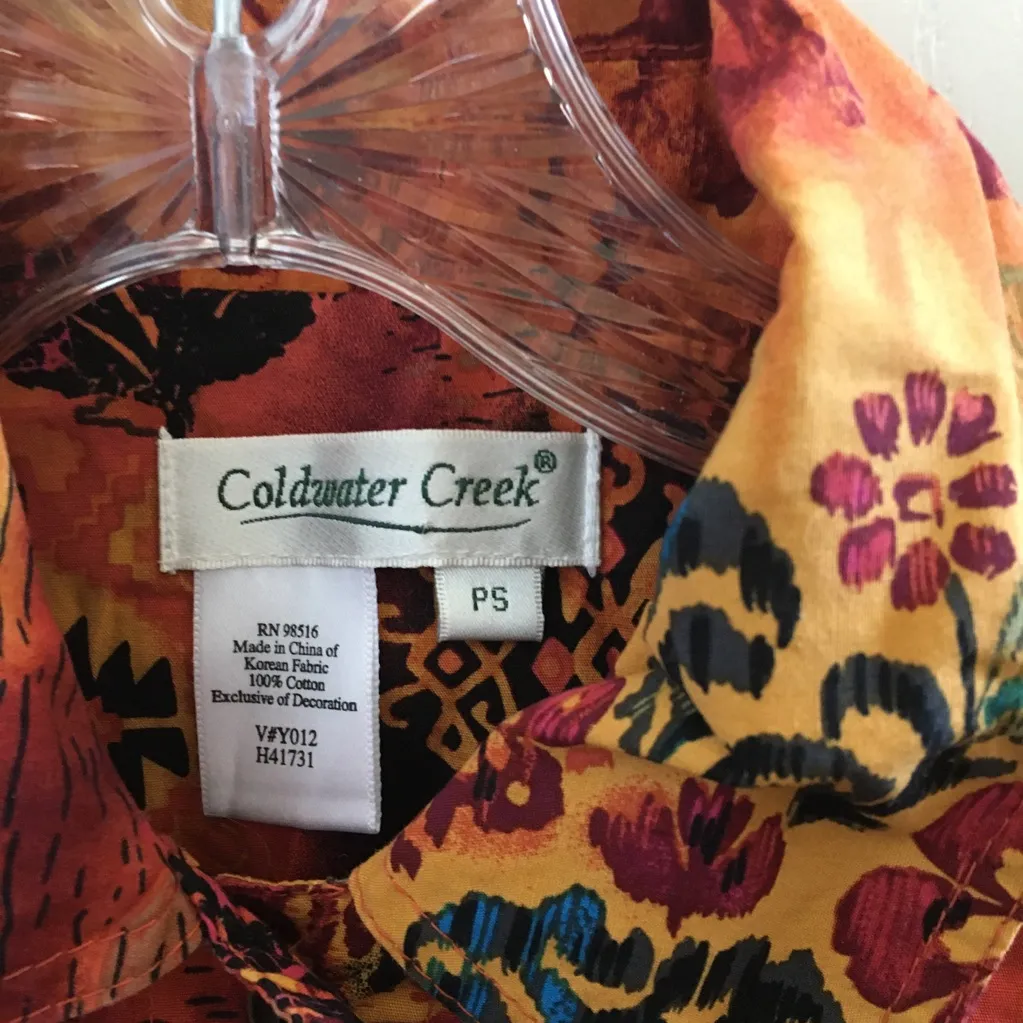 Coldwater Creek®
PS
RN 98516
Made in China of
Korean Fabric
100% Cotton
Exclusive of Decoration
V#Y012
H41731